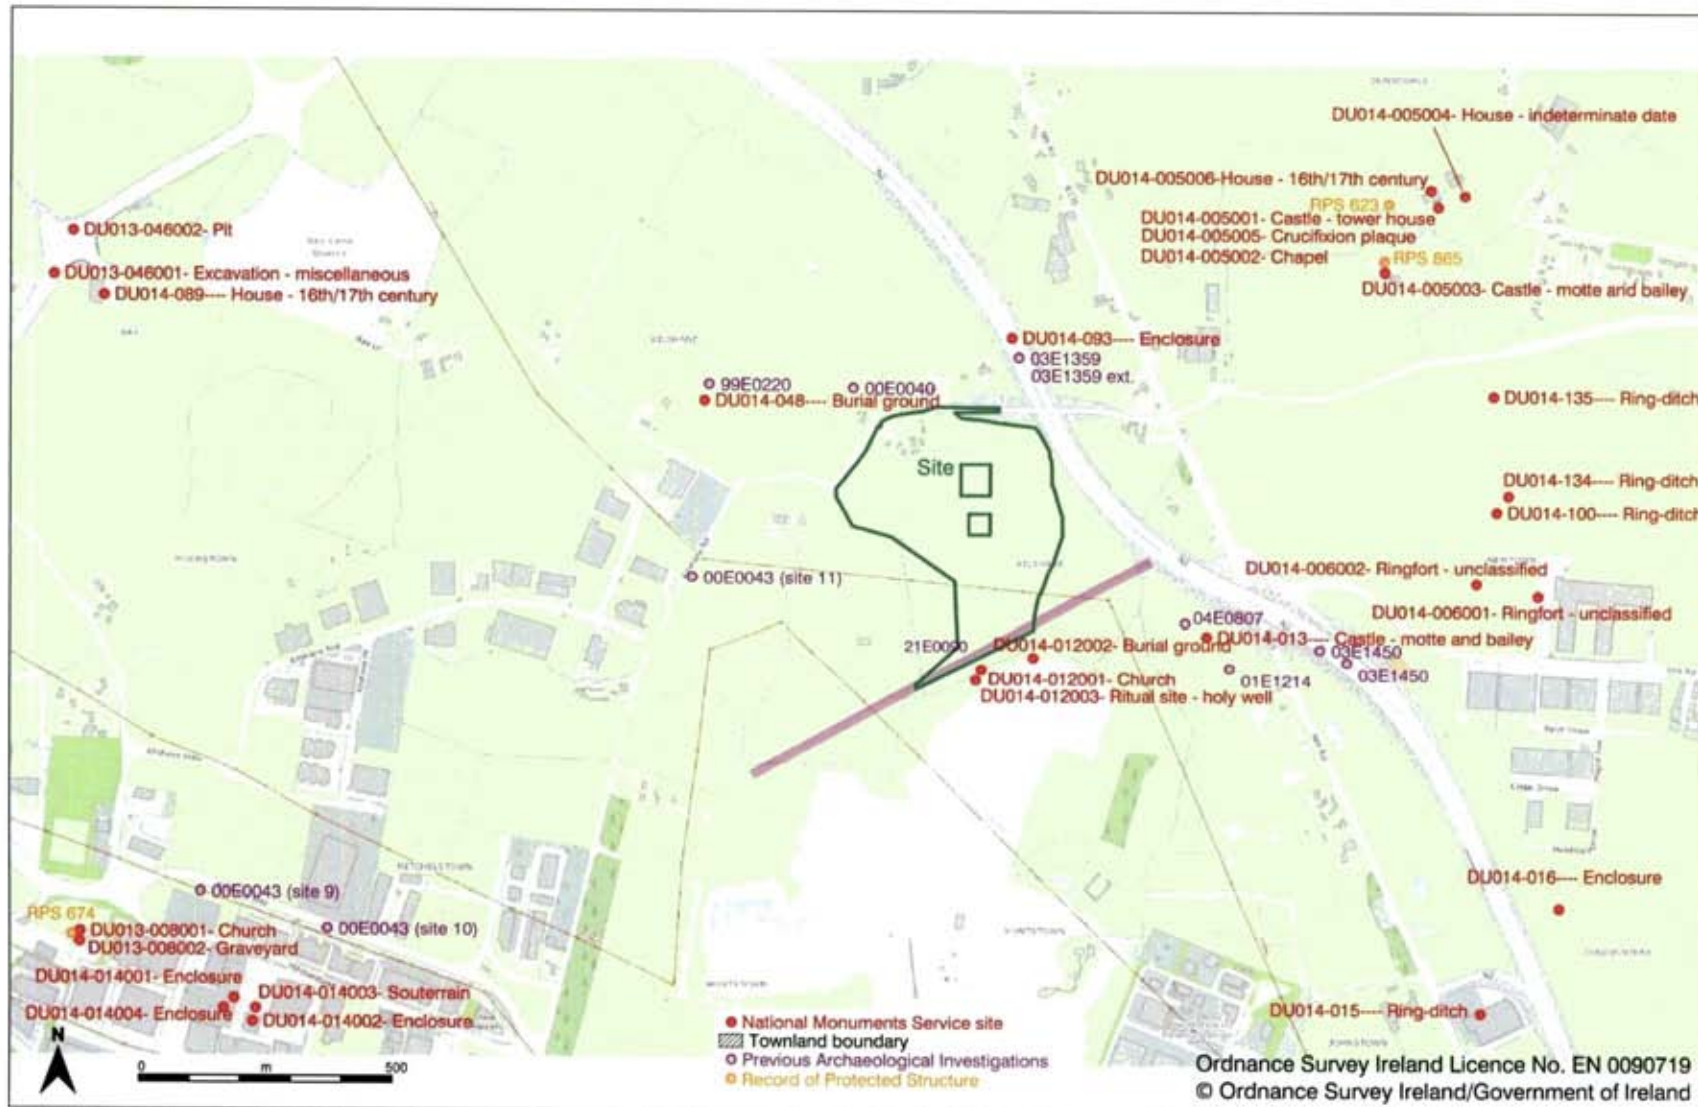 DU014-005004- House - indeterminate date
DU014-005006-House - 16th/17th century
RPS 623
DU014-005001- Castle - tower house
DU014-005005- Crucifixion plaque
DU014-005002- Chapel
RPS 865
DU014-005003- Castle - motte and bailey
DU013-046002- Pit
DU013-046001- Excavation - miscellaneous
DU014-089---- House - 16th/17th century
DU014-093---- Enclosure
03E1359
03E1359 ext.
99E0220
00E0040
DU014-048---- Burial ground
DU014-135---- Ring-ditch
Site
DU014-134---- Ring-ditch
DU014-100---- Ring-ditch
00E0043 (site 11)
DU014-006002- Ringfort - unclassified
DU014-006001- Ringfort - unclassified
04E0807
DU014-013---- Castle - motte and bailey
21E0090
DU014-012002- Burial ground
03E1450
03E1450
01E1214
DU014-012001- Church
DU014-012003- Ritual site - holy well
DU014-016---- Enclosure
00E0043 (site 9)
RPS 674
DU013-008001- Church
DU013-008002- Graveyard
00E0043 (site 10)
DU014-014001- Enclosure
DU014-014003- Souterrain
DU014-014004- Enclosure
DU014-014002- Enclosure
DU014-015---- Ring-ditch
JOHNSTOWN
HUNTSTOWN
N
0 m 500
National Monuments Service site
Townland boundary
Previous Archaeological Investigations
Record of Protected Structure
Ordnance Survey Ireland Licence No. EN 0090719
© Ordnance Survey Ireland/Government of Ireland